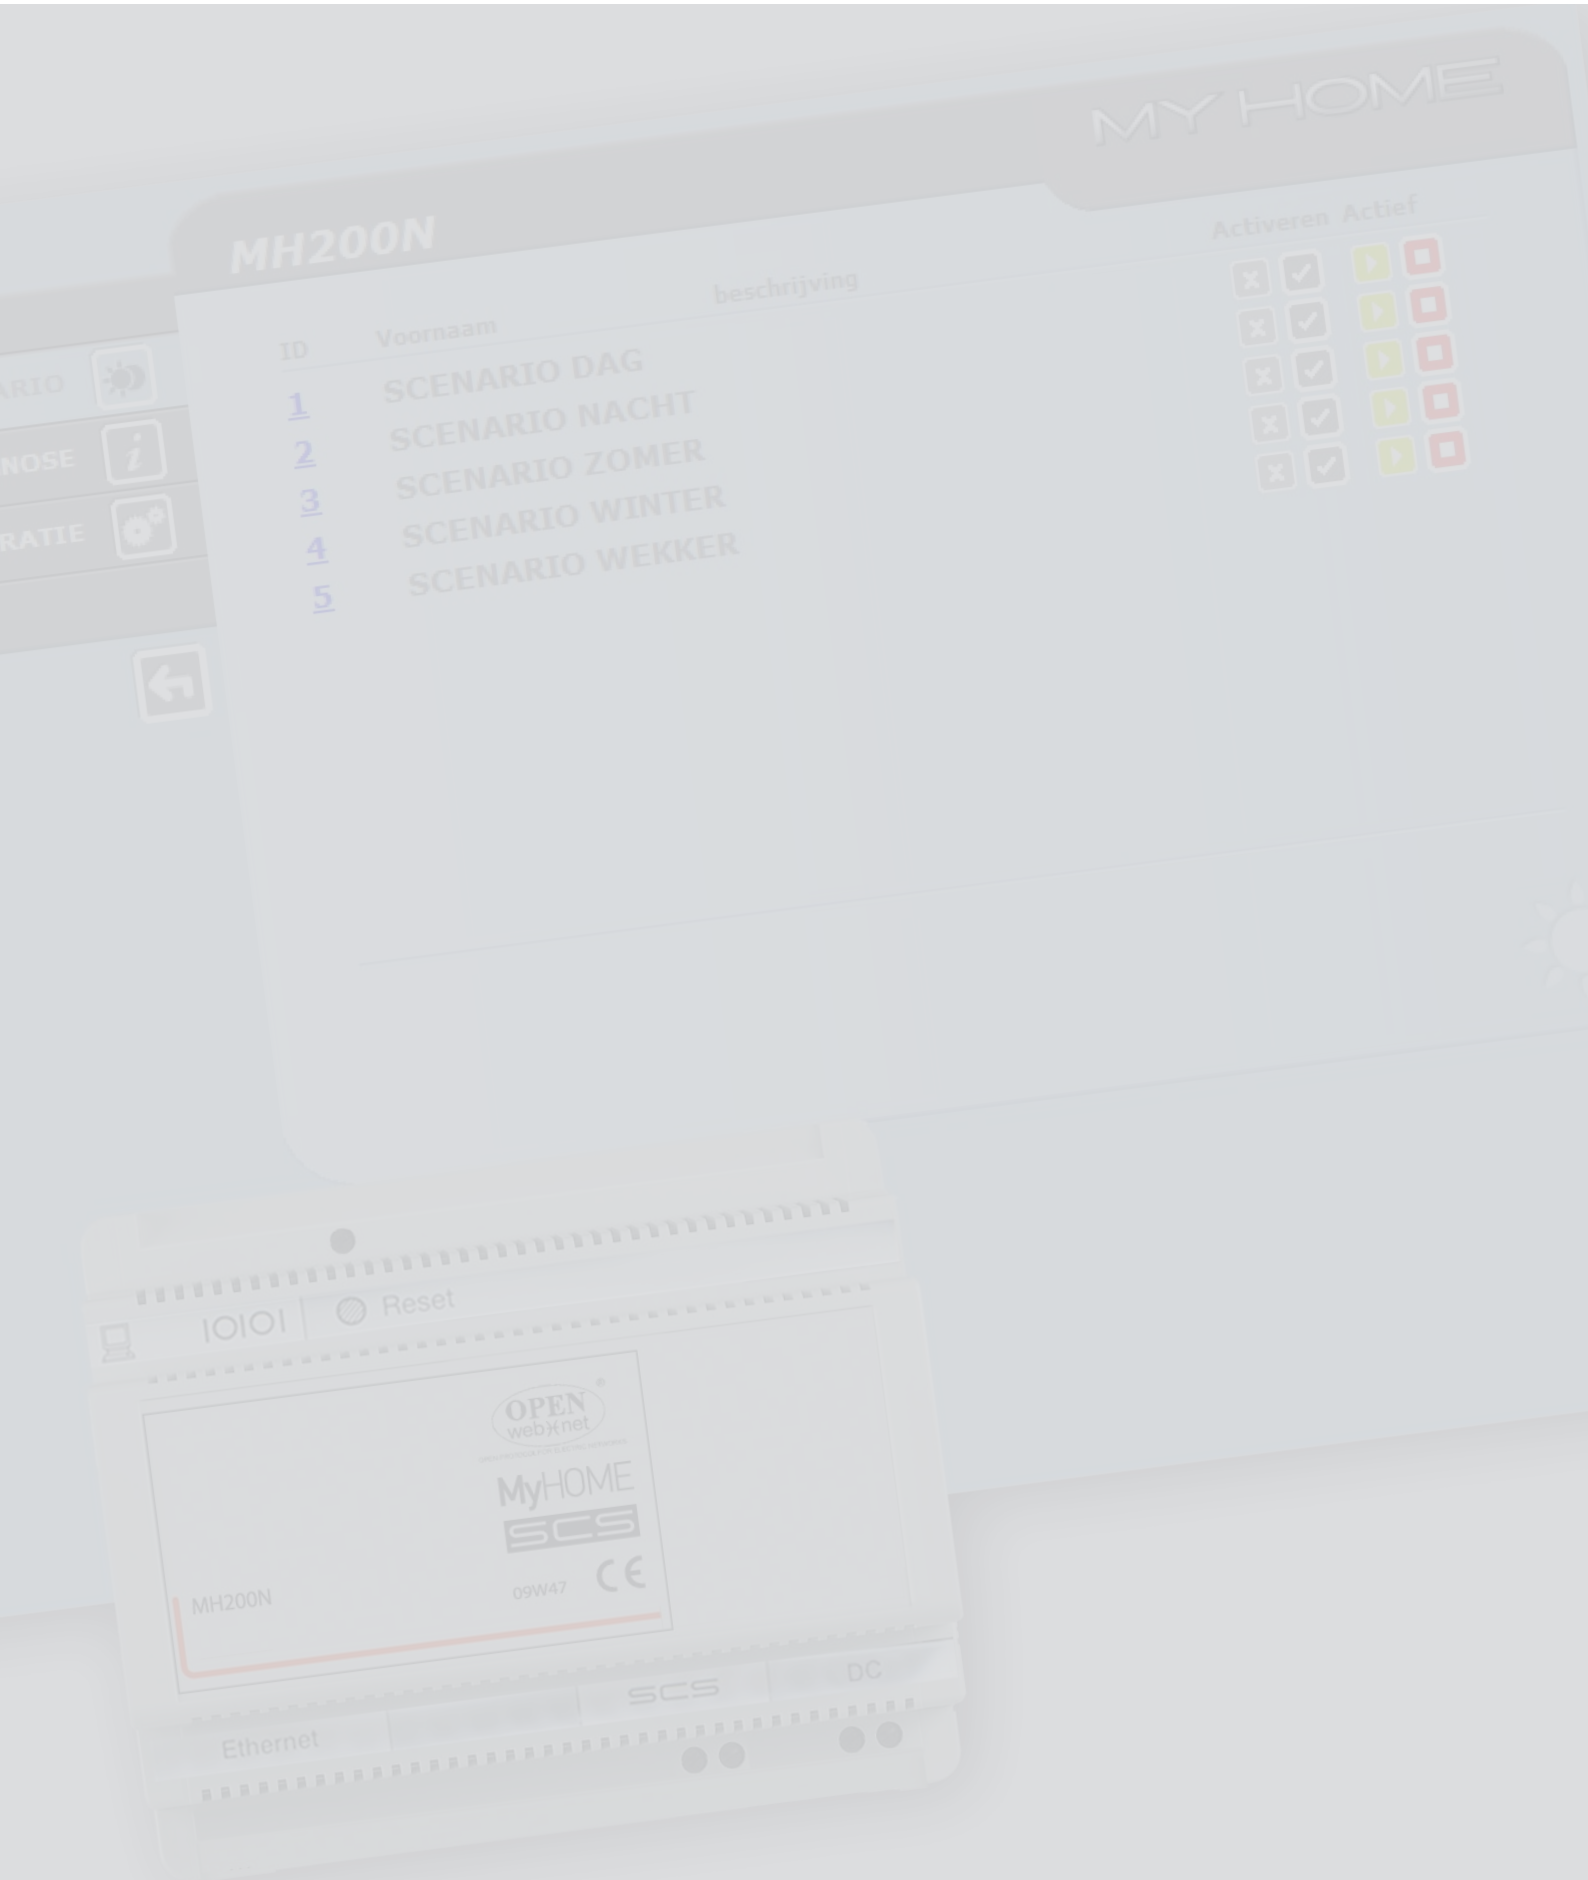 MY HOME
MH200N
Activeren Actief
ID Voornaam beschrijving
1 SCENARIO DAG
2 SCENARIO NACHT
3 SCENARIO ZOMER
4 SCENARIO WINTER
5 SCENARIO WEKKER
ARIO
NOSE
RATIE
Reset
OPEN
web net
MyHOME
SCS
MH200N
09W47 CE
Ethernet
SCS
DC